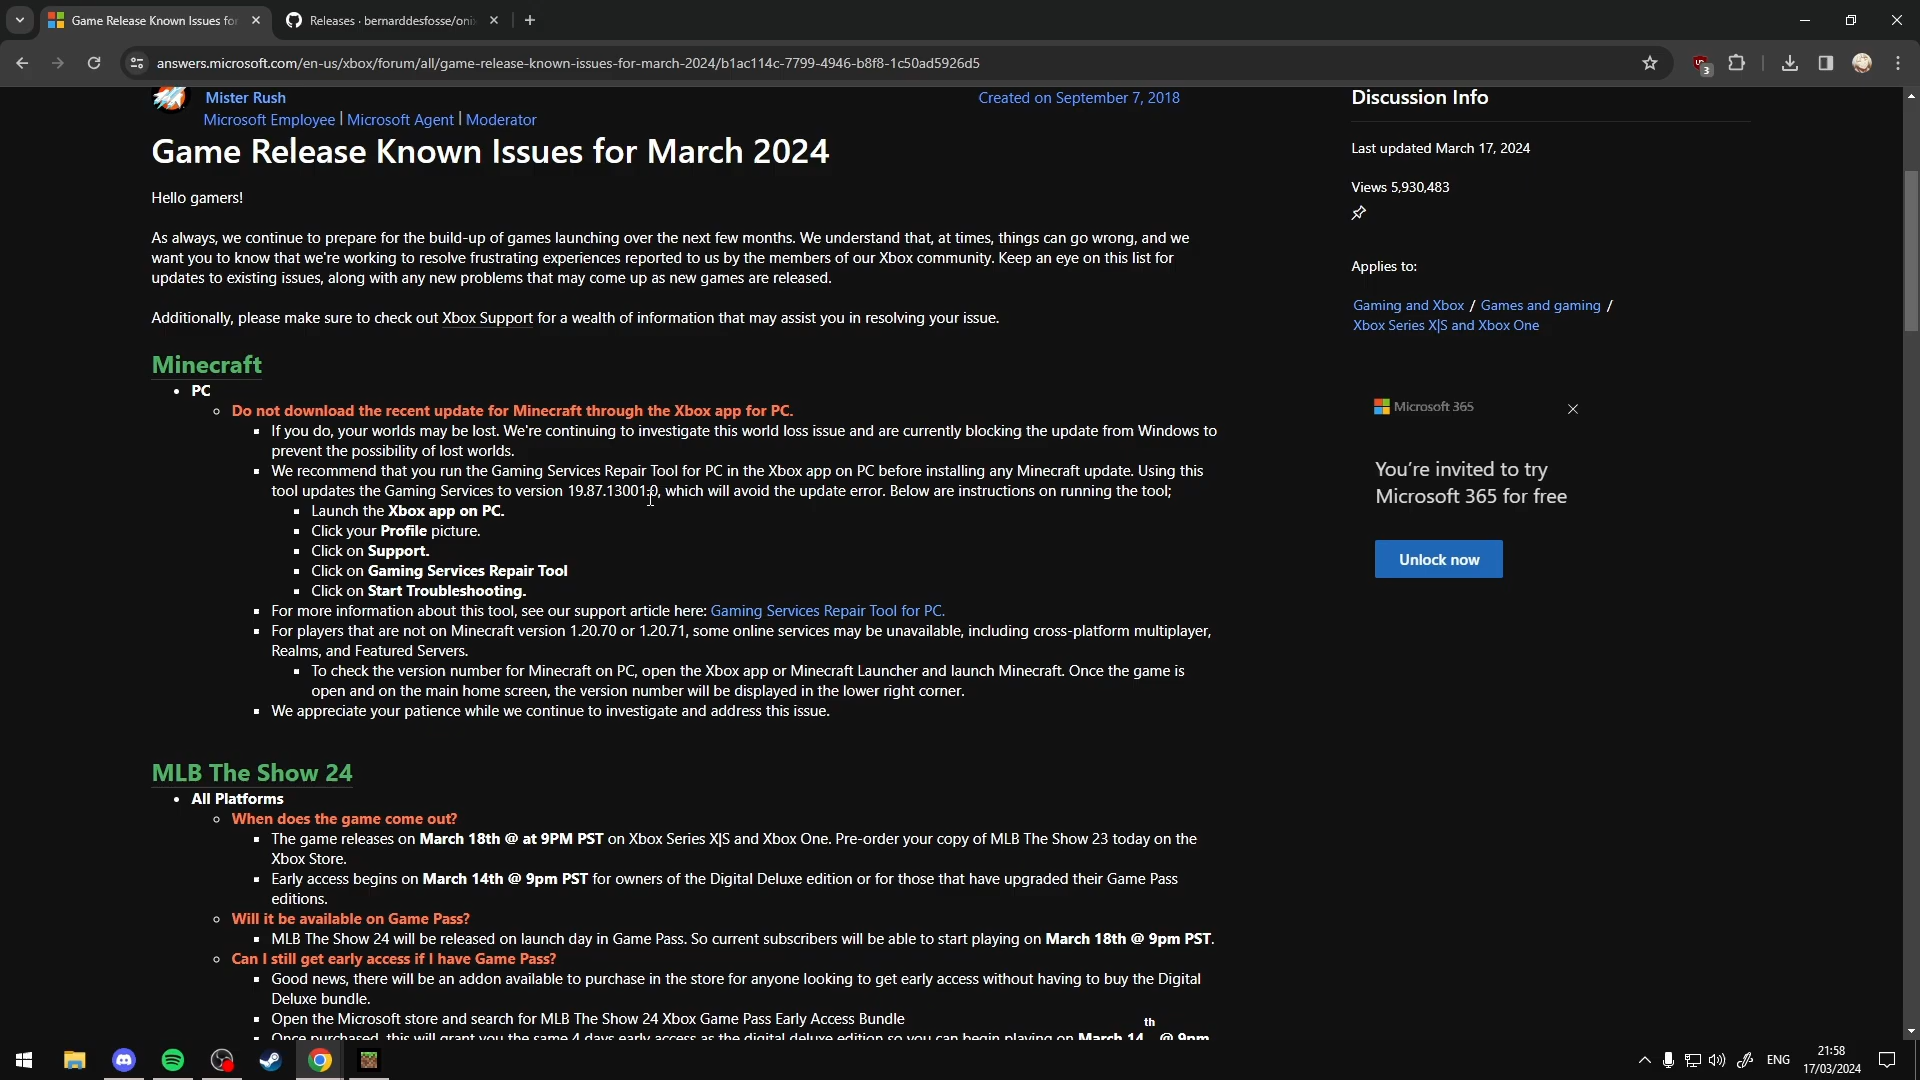 Game Release Known Issues for
Releases · bernarddesfosse/oni
answers.microsoft.com/en-us/xbox/forum/all/game-release-known-issues-for-march-2024/b1ac114c-7799-4946-b8f8-1c50ad5926d5
3
Mister Rush
Created on September 7, 2018
Microsoft Employee | Microsoft Agent | Moderator
Game Release Known Issues for March 2024
Hello gamers!
As always, we continue to prepare for the build-up of games launching over the next few months. We understand that, at times, things can go wrong, and we
want you to know that we're working to resolve frustrating experiences reported to us by the members of our Xbox community. Keep an eye on this list for
updates to existing issues, along with any new problems that may come up as new games are released.
Additionally, please make sure to check out Xbox Support for a wealth of information that may assist you in resolving your issue.
Minecraft
• PC
Do not download the recent update for Minecraft through the Xbox app for PC.
If you do, your worlds may be lost. We're continuing to investigate this world loss issue and are currently blocking the update from Windows to
prevent the possibility of lost worlds.
We recommend that you run the Gaming Services Repair Tool for PC in the Xbox app on PC before installing any Minecraft update. Using this
tool updates the Gaming Services to version 19.87.13001.0, which will avoid the update error. Below are instructions on running the tool;
Launch the Xbox app on PC.
Click your Profile picture.
Click on Support.
Click on Gaming Services Repair Tool
Click on Start Troubleshooting.
For more information about this tool, see our support article here: Gaming Services Repair Tool for PC.
For players that are not on Minecraft version 1.20.70 or 1.20.71, some online services may be unavailable, including cross-platform multiplayer,
Realms, and Featured Servers.
To check the version number for Minecraft on PC, open the Xbox app or Minecraft Launcher and launch Minecraft. Once the game is
open and on the main home screen, the version number will be displayed in the lower right corner.
We appreciate your patience while we continue to investigate and address this issue.
MLB The Show 24
• All Platforms
When does the game come out?
The game releases on March 18th @ at 9PM PST on Xbox Series X|S and Xbox One. Pre-order your copy of MLB The Show 23 today on the
Xbox Store.
Early access begins on March 14th @ 9pm PST for owners of the Digital Deluxe edition or for those that have upgraded their Game Pass
editions.
Will it be available on Game Pass?
MLB The Show 24 will be released on launch day in Game Pass. So current subscribers will be able to start playing on March 18th @ 9pm PST.
Can I still get early access if I have Game Pass?
Good news, there will be an addon available to purchase in the store for anyone looking to get early access without having to buy the Digital
Deluxe bundle.
Open the Microsoft store and search for MLB The Show 24 Xbox Game Pass Early Access Bundle
Once purchased, this will grant you the same 4 days early access as the digital deluxe edition so you can begin playing on March 14th @ 9pm
Discussion Info
Last updated March 17, 2024
Views 5,930,483
Applies to:
Gaming and Xbox / Games and gaming /
Xbox Series X|S and Xbox One
Microsoft 365
You're invited to try
Microsoft 365 for free
Unlock now
ENG
21:58
17/03/2024